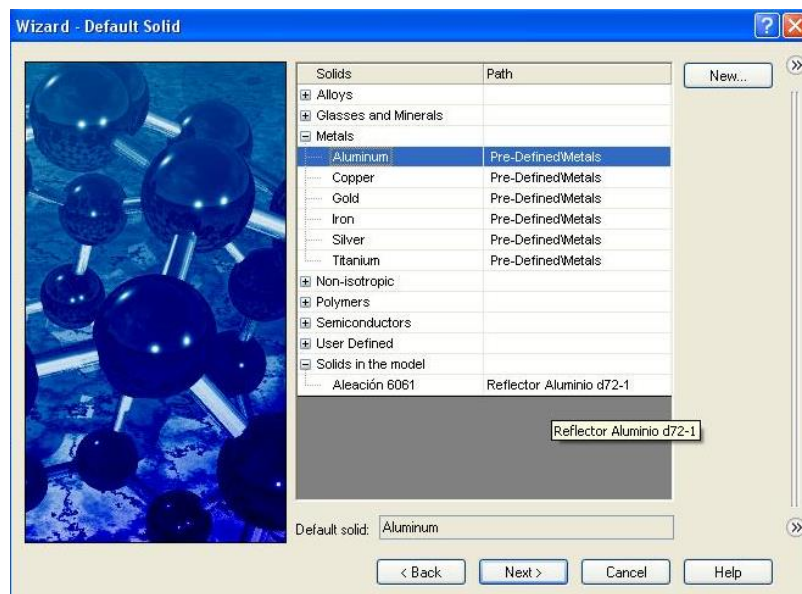 Wizard - Default Solid
Solids Path
New...
Alloys
Glasses and Minerals
Metals
Aluminum Pre-Defined\Metals
Copper Pre-Defined\Metals
Gold Pre-Defined\Metals
Iron Pre-Defined\Metals
Silver Pre-Defined\Metals
Titanium Pre-Defined\Metals
Non-isotropic
Polymers
Semiconductors
User Defined
Solids in the model
Aleación 6061 Reflector Aluminio d72-1
Reflector Aluminio d72-1
Default solid: Aluminum
< Back Next > Cancel Help